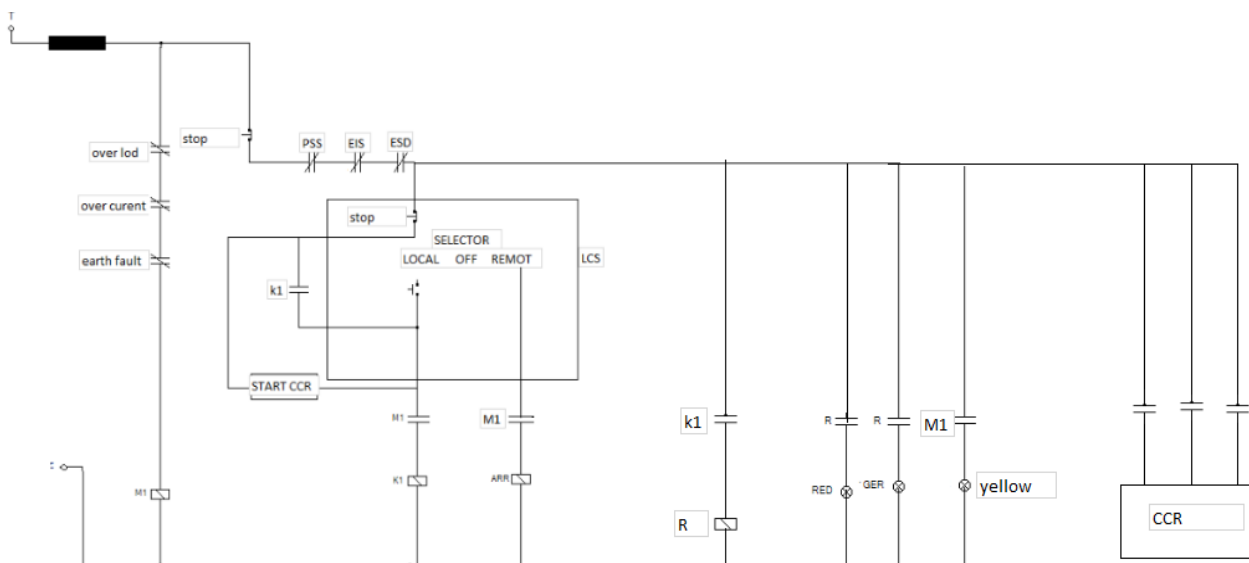 T
stop
PSS EIS ESD
over lod
over curent
earth fault
stop
SELECTOR
LOCAL OFF REMOT
LCS
k1
START CCR
M1
M1
k1
R
R
M1
M1
K1
ARR
R
RED
GER
yellow
CCR